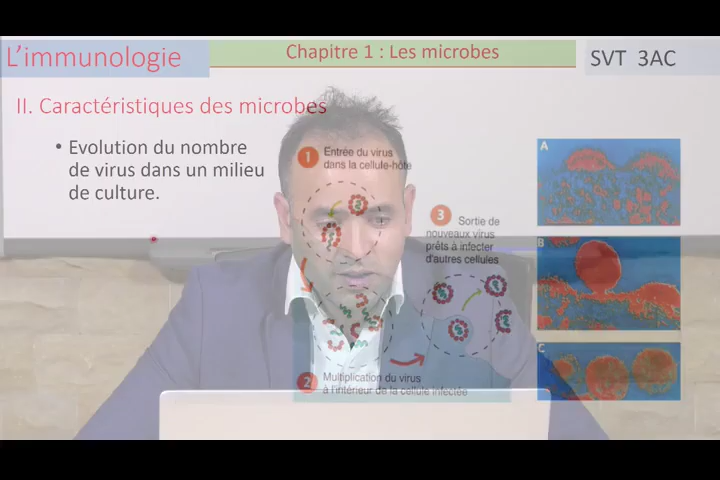 L’immunologie
Chapitre 1 : Les microbes
SVT 3AC
II. Caractéristiques des microbes
• Evolution du nombre
de virus dans un milieu
de culture.
1 Entrée du virus
dans la cellule-hôte
3 Sortie de
nouveaux virus
prêts à infecter
d'autres cellules
2 Multiplication du virus
à l'intérieur de la cellule infectée
A
B
C